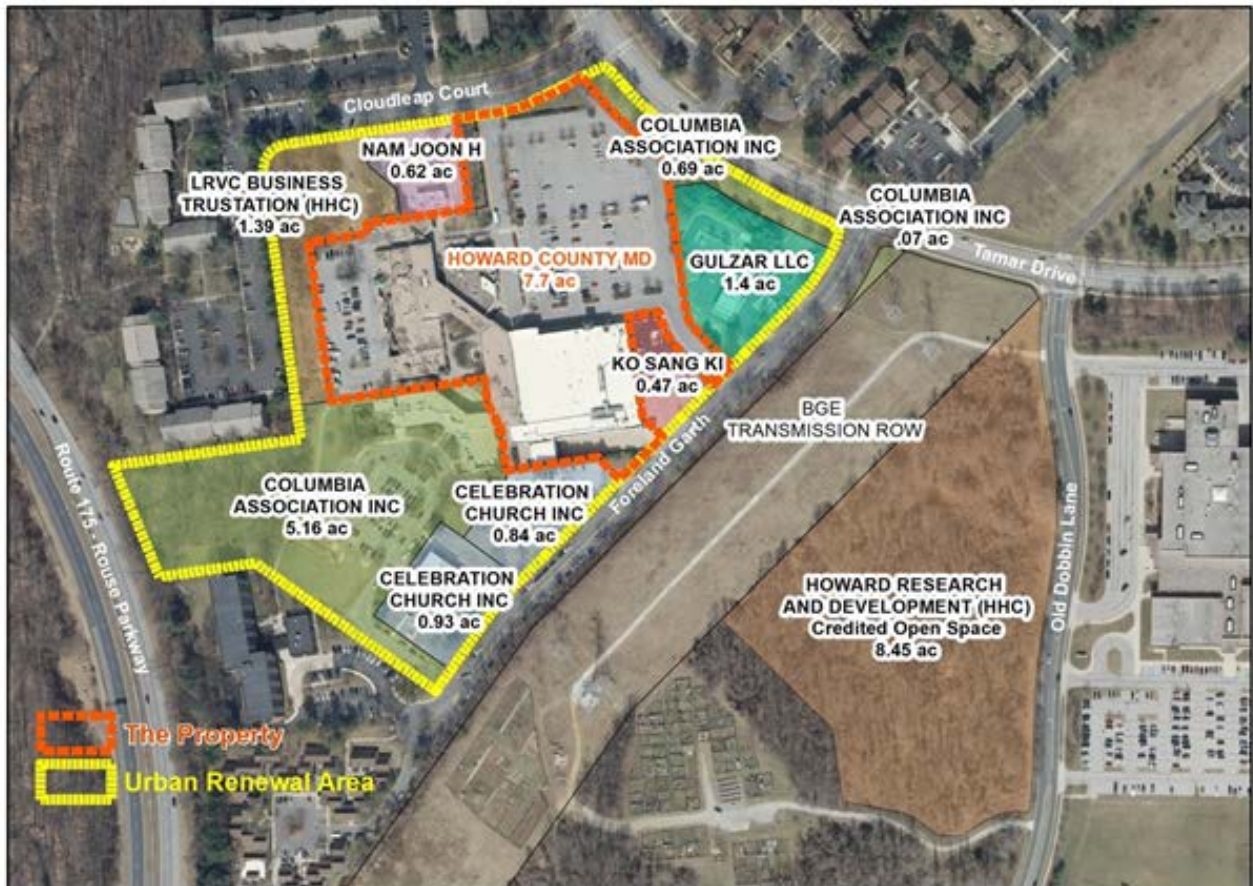 Cloudleap Court
NAM JOON H
0.62 ac
COLUMBIA
ASSOCIATION INC
0.69 ac
LRVC BUSINESS
TRUSTATION (HHC)
1.39 ac
COLUMBIA
ASSOCIATION INC
.07 ac
HOWARD COUNTY MD
7.7 ac
GULZAR LLC
1.4 ac
Tamar Drive
KO SANG KI
0.47 ac
BGE
TRANSMISSION ROW
Foreland Garth
Route 175 - Rouse Parkway
COLUMBIA
ASSOCIATION INC
5.16 ac
CELEBRATION
CHURCH INC
0.84 ac
CELEBRATION
CHURCH INC
0.93 ac
HOWARD RESEARCH
AND DEVELOPMENT (HHC)
Credited Open Space
8.45 ac
Old Dobbin Lane
The Property
Urban Renewal Area